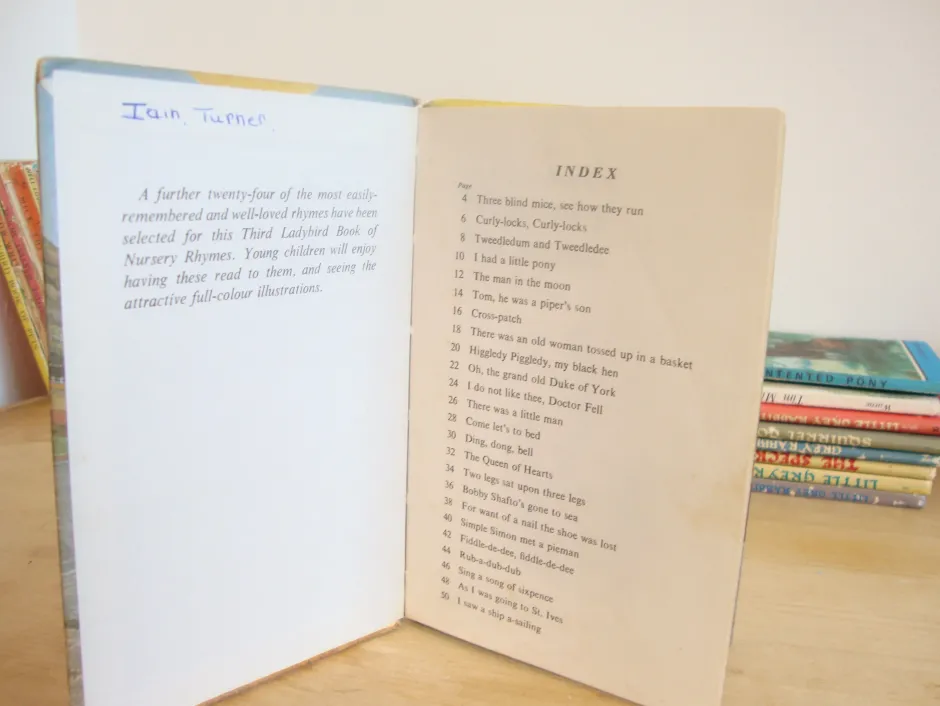 Iain. Turner.
A further twenty-four of the most easily-
remembered and well-loved rhymes have been
selected for this Third Ladybird Book of
Nursery Rhymes. Young children will enjoy
having these read to them, and seeing the
attractive full-colour illustrations.
INDEX
Page
4 Three blind mice, see how they run
6 Curly-locks, Curly-locks
8 Tweedledum and Tweedledee
10 I had a little pony
12 The man in the moon
14 Tom, he was a piper's son
16 Cross-patch
18 There was an old woman tossed up in a basket
20 Higgledy Piggledy, my black hen
22 Oh, the grand old Duke of York
24 I do not like thee, Doctor Fell
26 There was a little man
28 Come let's to bed
30 Ding, dong, bell
32 The Queen of Hearts
34 Two legs sat upon three legs
36 Bobby Shafto's gone to sea
38 For want of a nail the shoe was lost
40 Simple Simon met a pieman
42 Fiddle-de-dee, fiddle-de-dee
44 Rub-a-dub-dub
46 Sing a song of sixpence
48 As I was going to St. Ives
50 I saw a ship a-sailing
PONY
LITTLE GREY
SQUIRREL
GREY RABBIT
THE
LITTLE GREY
LITTLE GREY